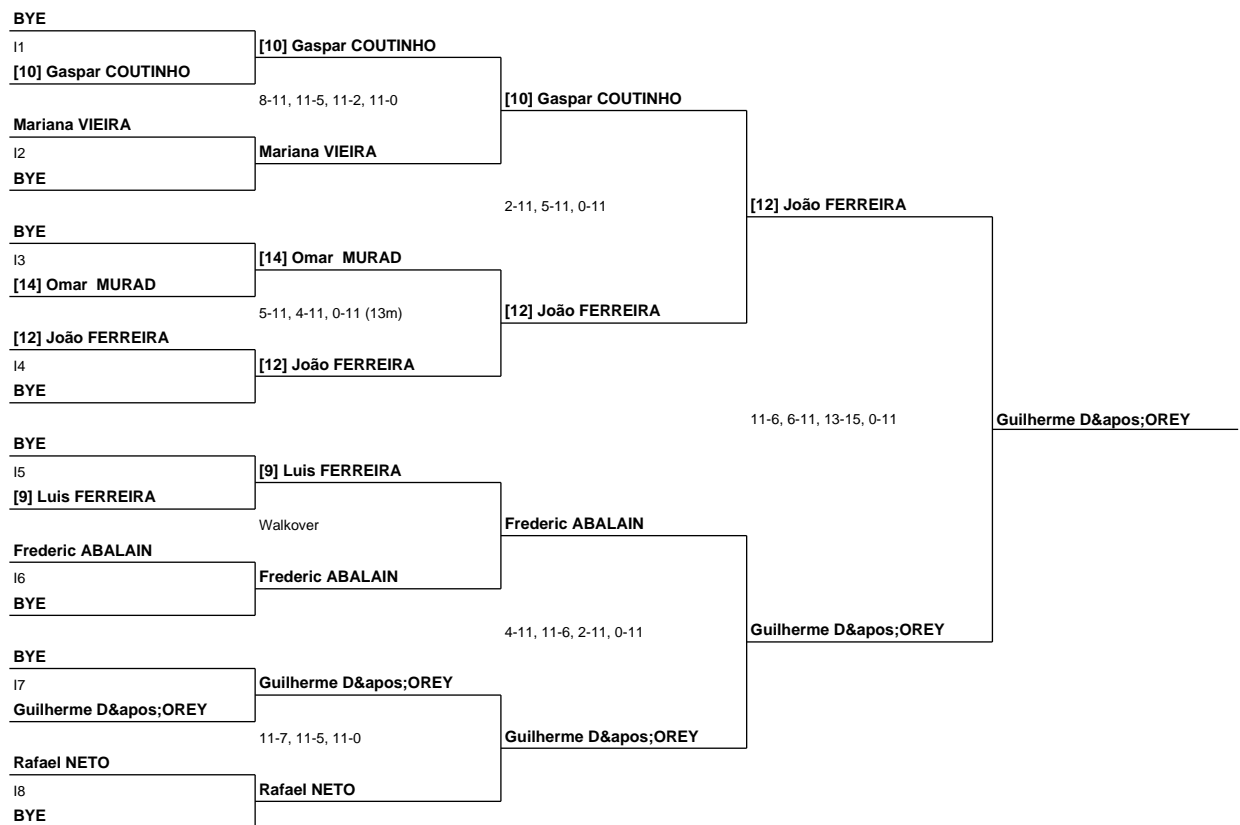 BYE
I1
[10] Gaspar COUTINHO
[10] Gaspar COUTINHO
8-11, 11-5, 11-2, 11-0
[10] Gaspar COUTINHO
Mariana VIEIRA
I2
Mariana VIEIRA
BYE
2-11, 5-11, 0-11
[12] João FERREIRA
BYE
I3
[14] Omar  MURAD
[14] Omar  MURAD
5-11, 4-11, 0-11 (13m)
[12] João FERREIRA
[12] João FERREIRA
I4
[12] João FERREIRA
BYE
11-6, 6-11, 13-15, 0-11
Guilherme D&apos;OREY
BYE
I5
[9] Luis FERREIRA
[9] Luis FERREIRA
Walkover
Frederic ABALAIN
Frederic ABALAIN
I6
Frederic ABALAIN
BYE
4-11, 11-6, 2-11, 0-11
Guilherme D&apos;OREY
BYE
I7
Guilherme D&apos;OREY
Guilherme D&apos;OREY
11-7, 11-5, 11-0
Guilherme D&apos;OREY
Rafael NETO
I8
Rafael NETO
BYE